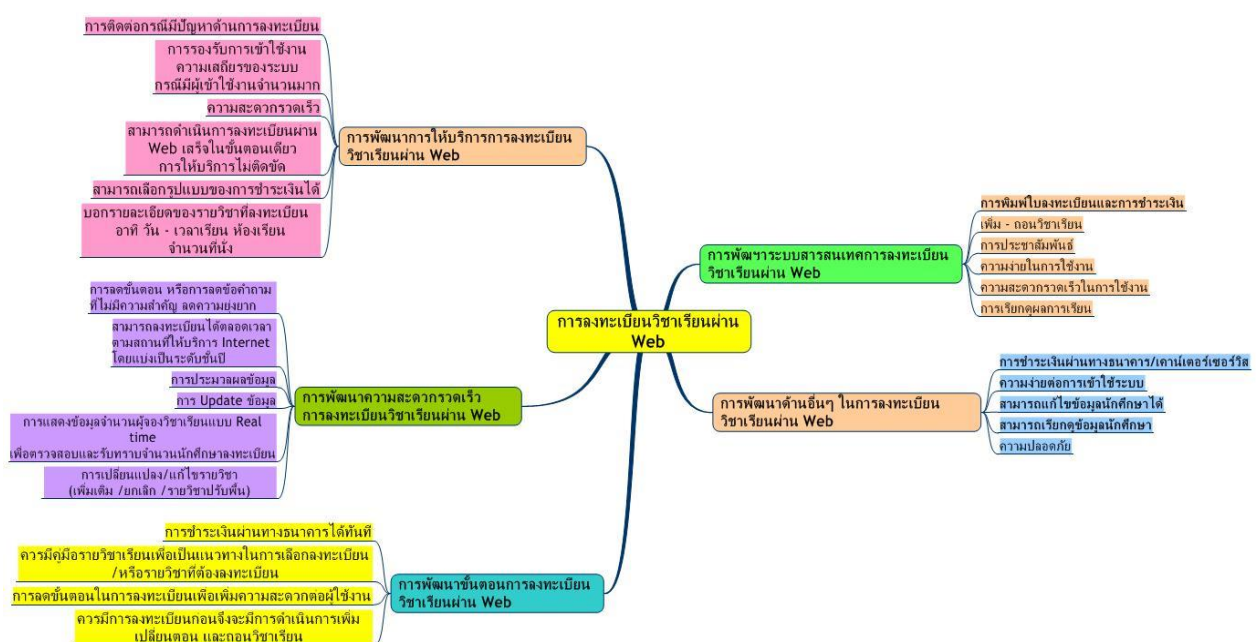 การติดต่อกรณีมีปัญหาด้านการลงทะเบียน
การรองรับการเข้าใช้งาน
ความเสถียรของระบบ
กรณีมีผู้เข้าใช้งานจำนวนมาก
ความสะดวกรวดเร็ว
สามารถดำเนินการลงทะเบียนผ่าน
Web เสร็จในขั้นตอนเดียว
การให้บริการไม่ติดขัด
สามารถเลือกรูปแบบของการชำระเงินได้
บอกรายละเอียดของรายวิชาที่ลงทะเบียน
อาทิ วัน - เวลาเรียน ห้องเรียน
จำนวนที่นั่ง
การพัฒนาการให้บริการการลงทะเบียน
วิชาเรียนผ่าน Web
การลดขั้นตอน หรือการลดข้อคำถาม
ที่ไม่มีความสำคัญ ลดความยุ่งยาก
สามารถลงทะเบียนได้ตลอดเวลา
ตามสถานที่ให้บริการ Internet
โดยแบ่งเป็นระดับชั้นปี
การประมวลผลข้อมูล
การ Update ข้อมูล
การแสดงข้อมูลจำนวนผู้จองวิชาเรียนแบบ Real
time
เพื่อตรวจสอบและรับทราบจำนวนนักศึกษาลงทะเบียน
การเปลี่ยนแปลง/แก้ไขรายวิชา
(เพิ่มเติม /ยกเลิก /รายวิชาปรับพื้น)
การพัฒนาความสะดวกรวดเร็ว
การลงทะเบียนวิชาเรียนผ่าน Web
การชำระเงินผ่านทางธนาคารได้ทันที
ควรมีคู่มือรายวิชาเรียนเพื่อเป็นแนวทางในการเลือกลงทะเบียน
/หรือรายวิชาที่ต้องลงทะเบียน
การลดขั้นตอนในการลงทะเบียนเพื่อเพิ่มความสะดวกต่อผู้ใช้งาน
ควรมีการลงทะเบียนก่อนจึงจะมีการดำเนินการเพิ่ม
เปลี่ยนตอน และถอนวิชาเรียน
การพัฒนาขั้นตอนการลงทะเบียน
วิชาเรียนผ่าน Web
การลงทะเบียนวิชาเรียนผ่าน
Web
การพัฒฯาระบบสารสนเทศการลงทะเบียน
วิชาเรียนผ่าน Web
การพิมพ์ใบลงทะเบียนและการชำระเงิน
เพิ่ม - ถอนวิชาเรียน
การประชาสัมพันธ์
ความง่ายในการใช้งาน
ความสะดวกรวดเร็วในการใช้งาน
การเรียกดูผลการเรียน
การพัฒนาด้านอื่นๆ ในการลงทะเบียน
วิชาเรียนผ่าน Web
การชำระเงินผ่านทางธนาคาร/เคาน์เตอร์เซอร์วิส
ความง่ายต่อการเข้าใช้ระบบ
สามารถแก้ไขข้อมูลนักศึกษาได้
สามารถเรียกดูข้อมูลนักศึกษา
ความปลอดภัย